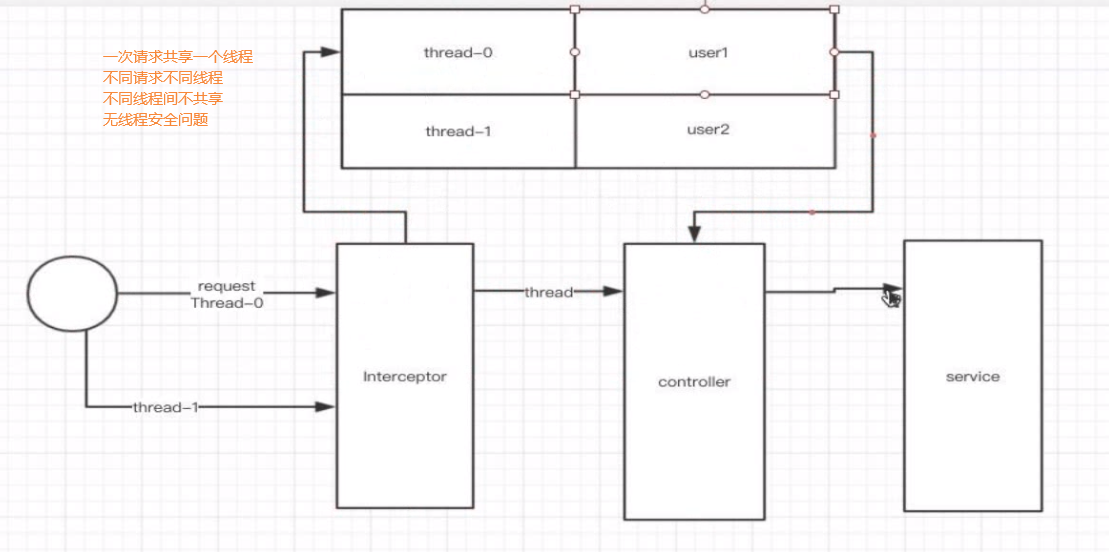 一次请求共享一个线程
不同请求不同线程
不同线程间不共享
无线程安全问题
thread-0
user1
thread-1
user2
request
Thread-0
thread
thread-1
Interceptor
controller
service